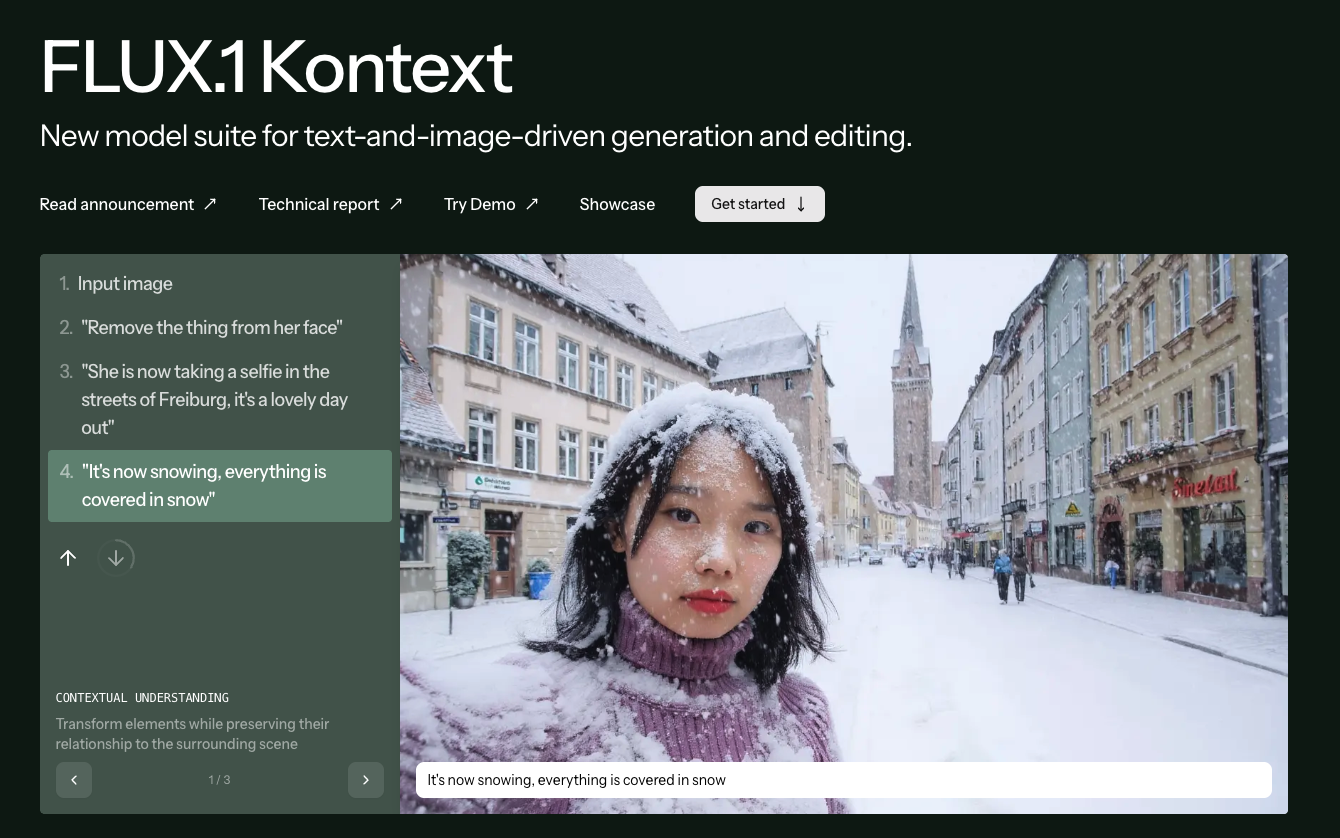 FLUX.1 Kontext
New model suite for text-and-image-driven generation and editing.
Read announcement ↗ Technical report ↗ Try Demo ↗ Showcase Get started ↓
1. Input image
2. "Remove the thing from her face"
3. "She is now taking a selfie in the
streets of Freiburg, it's a lovely day
out"
4. "It's now snowing, everything is
covered in snow"
CONTEXTUAL UNDERSTANDING
Transform elements while preserving their
relationship to the surrounding scene
1 / 3
It's now snowing, everything is covered in snow